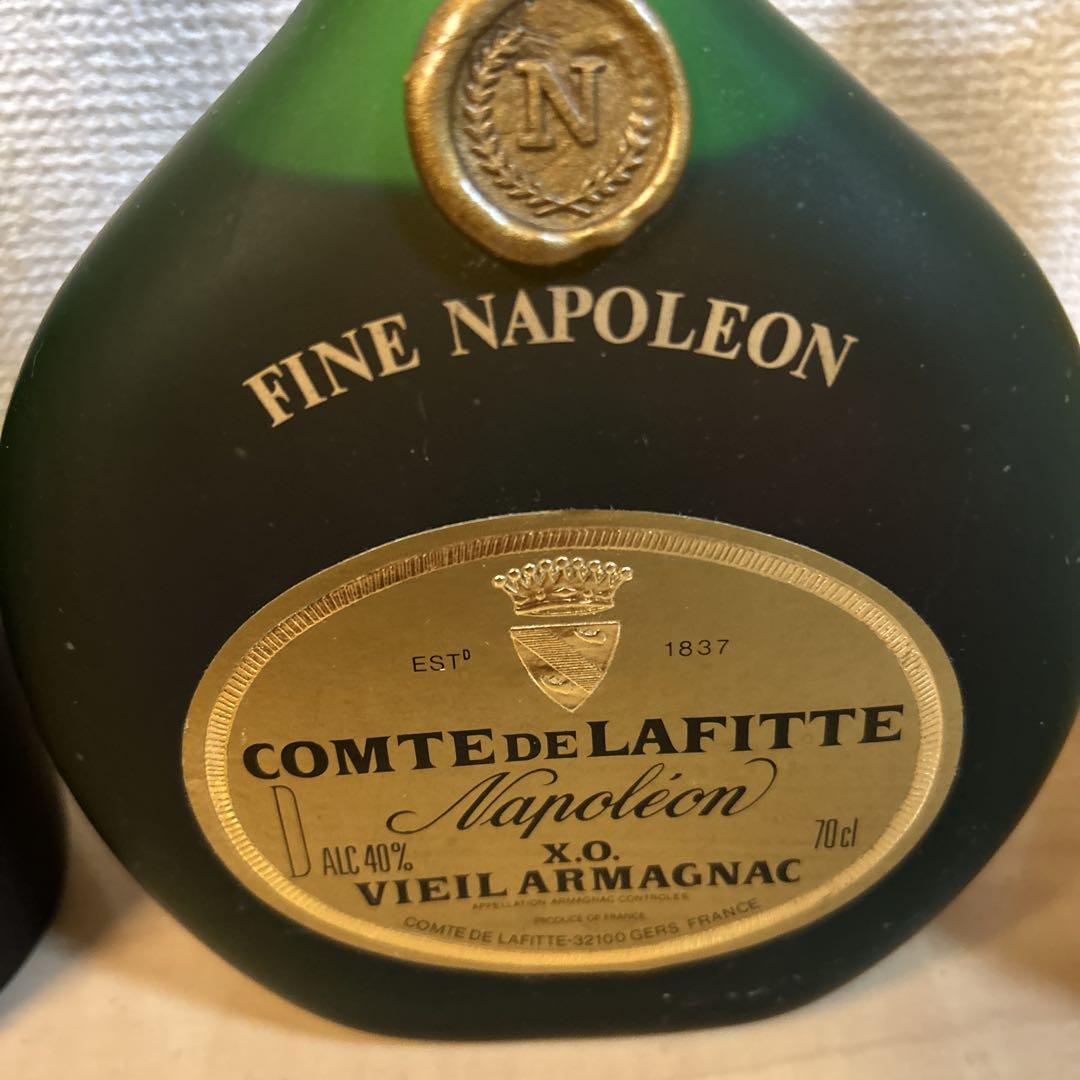 N
FINE NAPOLEON
ESTᴰ 1837
COMTE DE LAFITTE
Napoléon
D ALC 40% X.O. 70cl
VIEIL ARMAGNAC
APPELLATION ARMAGNAC CONTROLÉE
PRODUCE OF FRANCE
COMTE DE LAFITTE-32100 GERS FRANCE